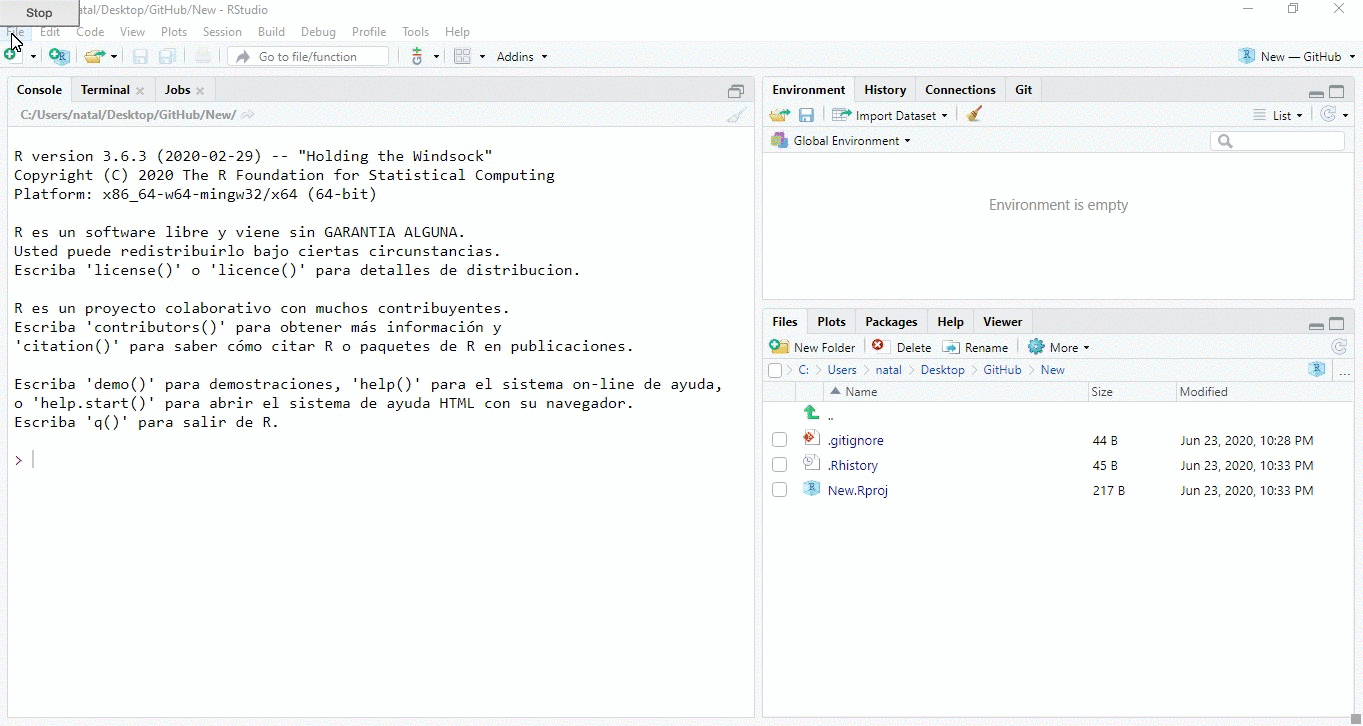 Stop
atal/Desktop/GitHub/New - RStudio
File Edit Code View Plots Session Build Debug Profile Tools Help
Go to file/function Addins New — GitHub
Console Terminal Jobs
C:/Users/natal/Desktop/GitHub/New/
R version 3.6.3 (2020-02-29) -- "Holding the Windsock"
Copyright (C) 2020 The R Foundation for Statistical Computing
Platform: x86_64-w64-mingw32/x64 (64-bit)
R es un software libre y viene sin GARANTIA ALGUNA.
Usted puede redistribuirlo bajo ciertas circunstancias.
Escriba 'license()' o 'licence()' para detalles de distribucion.
R es un proyecto colaborativo con muchos contribuyentes.
Escriba 'contributors()' para obtener más información y
'citation()' para saber cómo citar R o paquetes de R en publicaciones.
Escriba 'demo()' para demostraciones, 'help()' para el sistema on-line de ayuda,
o 'help.start()' para abrir el sistema de ayuda HTML con su navegador.
Escriba 'q()' para salir de R.
>
Environment History Connections Git
Import Dataset List
Global Environment
Environment is empty
Files Plots Packages Help Viewer
New Folder Delete Rename More
C: Users natal Desktop GitHub New ...
Name Size Modified
..
.gitignore 44 B Jun 23, 2020, 10:28 PM
.Rhistory 45 B Jun 23, 2020, 10:33 PM
New.Rproj 217 B Jun 23, 2020, 10:33 PM